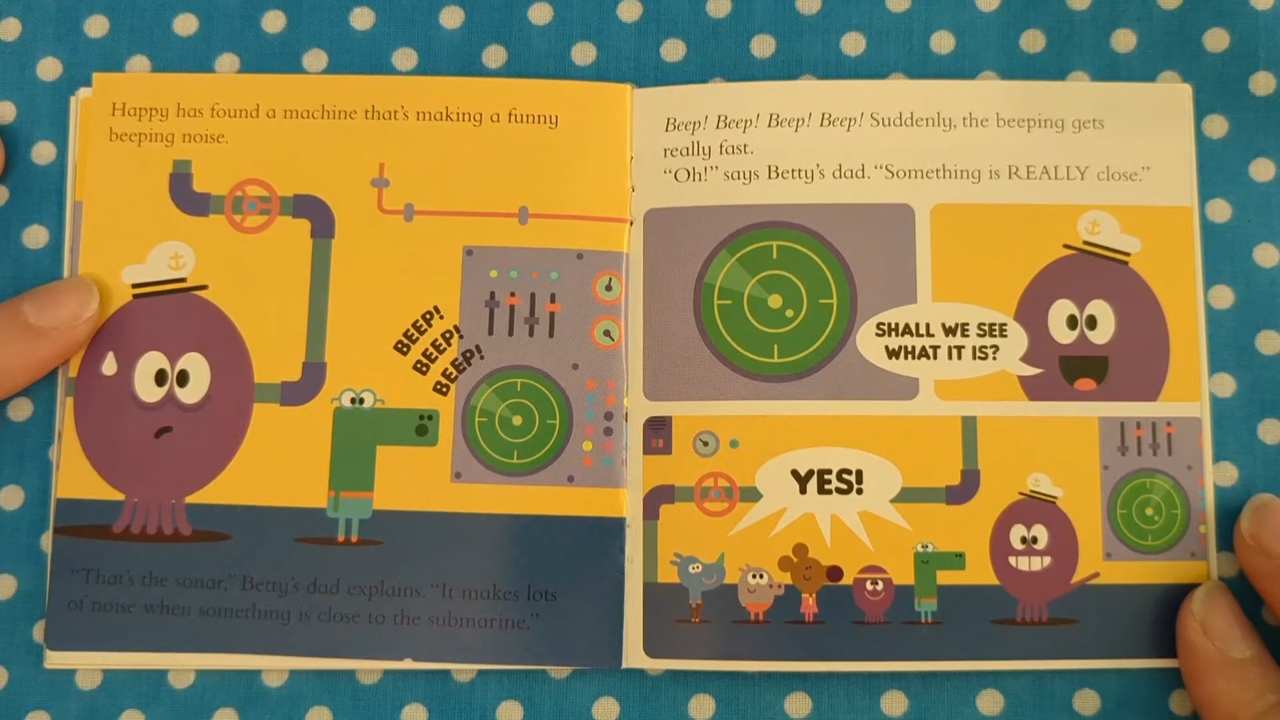 Happy has found a machine that's making a funny
beeping noise.
BEEP!
BEEP!
BEEP!
"That's the sonar," Betty's dad explains. "It makes lots
of noise when something is close to the submarine."
Beep! Beep! Beep! Beep! Suddenly, the beeping gets
really fast.
"Oh!" says Betty's dad. "Something is REALLY close."
SHALL WE SEE
WHAT IT IS?
YES!